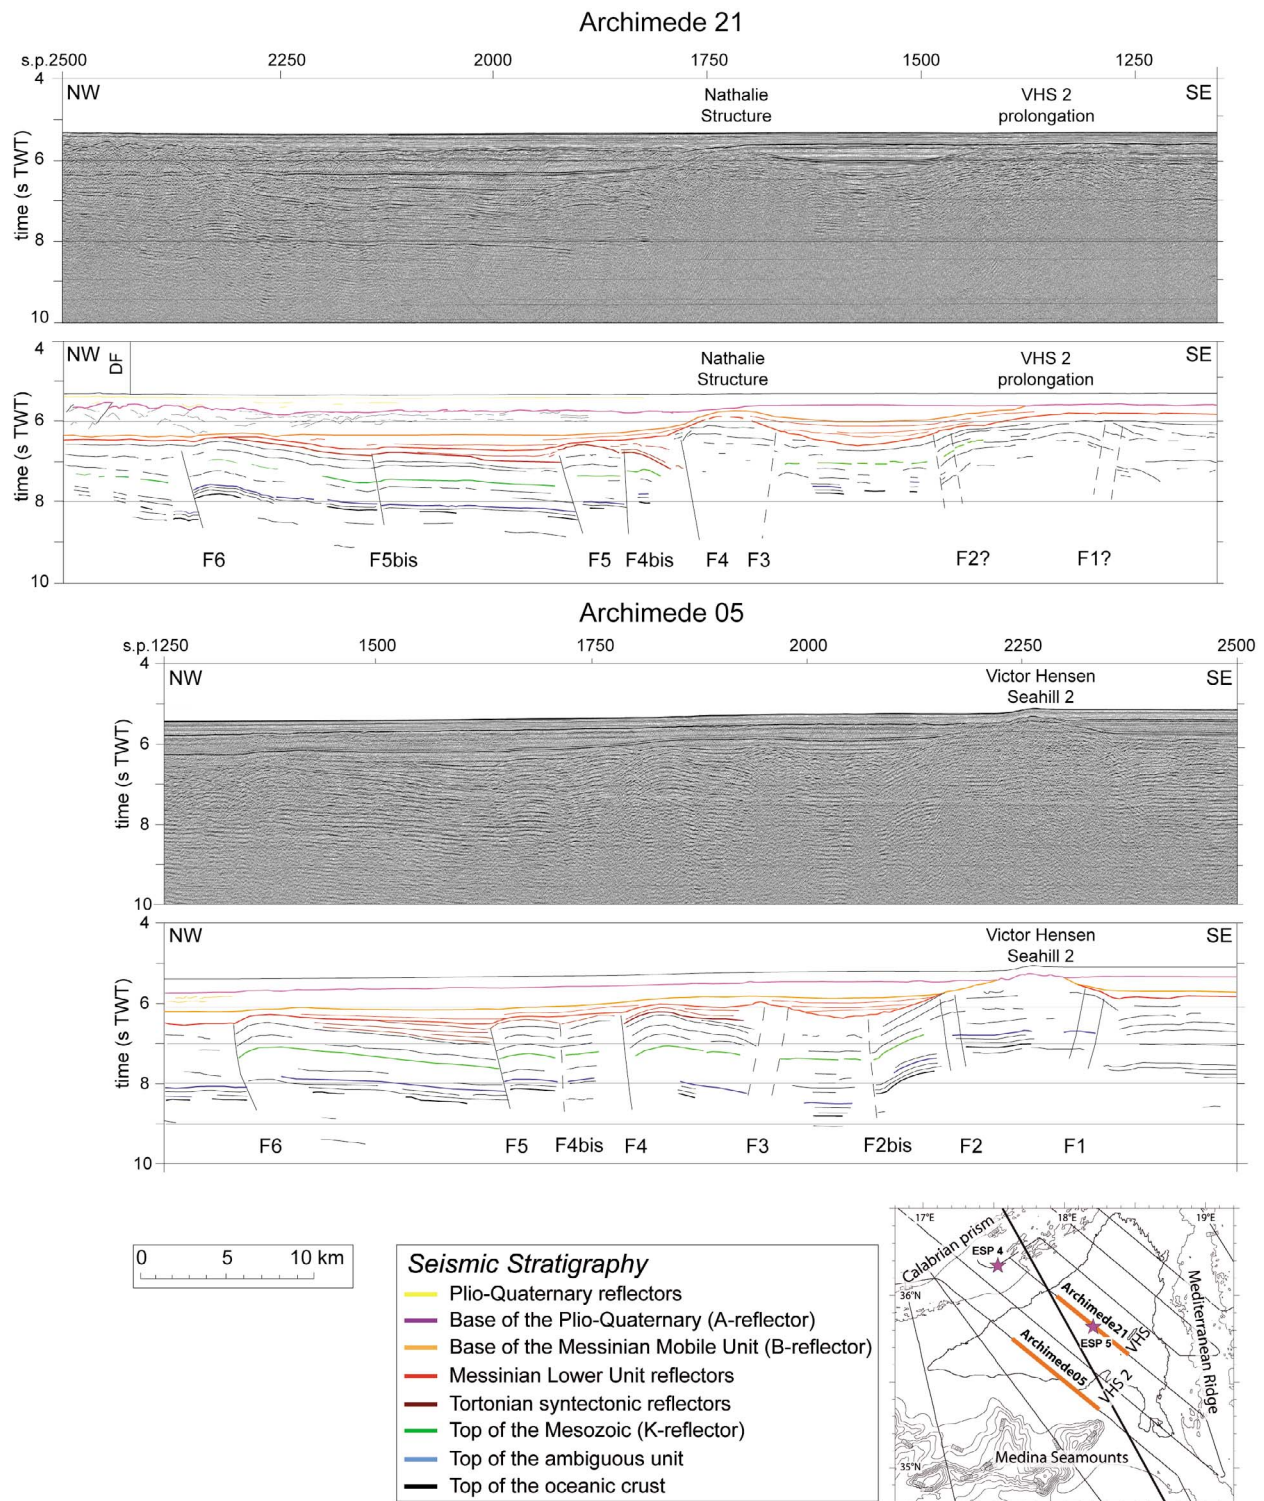 Archimede 21
s.p.2500 2250 2000 1750 1500 1250
4
NW
Nathalie
Structure
VHS 2
prolongation
SE
6
time (s TWT)
8
10
4
NW
DF
Nathalie
Structure
VHS 2
prolongation
SE
6
time (s TWT)
8
F6 F5bis F5 F4bis F4 F3 F2? F1?
10
Archimede 05
s.p.1250 1500 1750 2000 2250 2500
4
NW
Victor Hensen
Seahill 2
SE
6
time (s TWT)
8
10
4
NW
Victor Hensen
Seahill 2
SE
6
time (s TWT)
8
F6 F5 F4bis F4 F3 F2bis F2 F1
10
0 5 10 km
Seismic Stratigraphy
Plio-Quaternary reflectors
Base of the Plio-Quaternary (A-reflector)
Base of the Messinian Mobile Unit (B-reflector)
Messinian Lower Unit reflectors
Tortonian syntectonic reflectors
Top of the Mesozoic (K-reflector)
Top of the ambiguous unit
Top of the oceanic crust
17°E 18°E 19°E
Calabrian prism
ESP 4
36°N
Archimede21
ESP 5
VHS
Archimede05
VHS 2
Mediterranean Ridge
Medina Seamounts
35°N